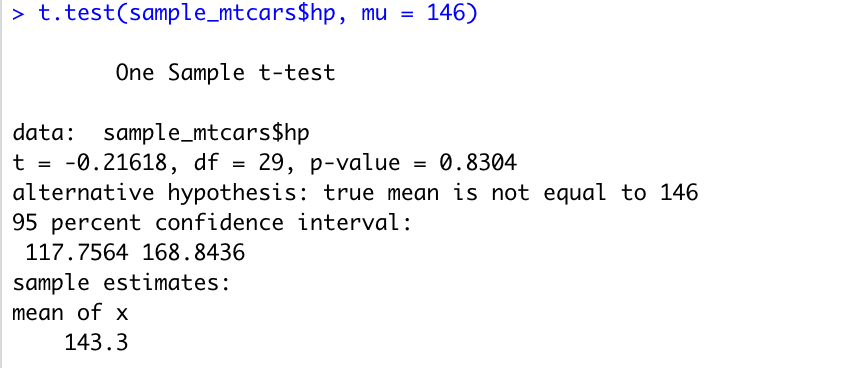 > t.test(sample_mtcars$hp, mu = 146)
One Sample t-test
data:  sample_mtcars$hp
t = -0.21618, df = 29, p-value = 0.8304
alternative hypothesis: true mean is not equal to 146
95 percent confidence interval:
117.7564 168.8436
sample estimates:
mean of x
143.3